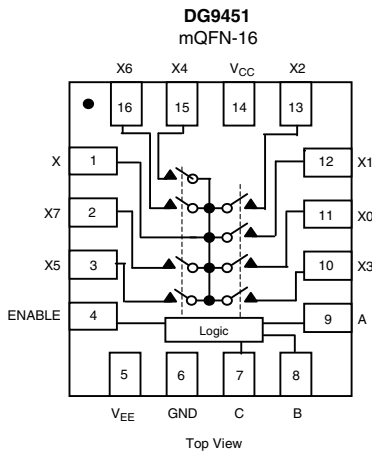 DG9451
mQFN-16
X6 X4 VCC X2
16 15 14 13
X 1 12 X1
X7 2 11 X0
X5 3 10 X3
ENABLE 4 9 A
Logic
5 6 7 8
VEE GND C B
Top View